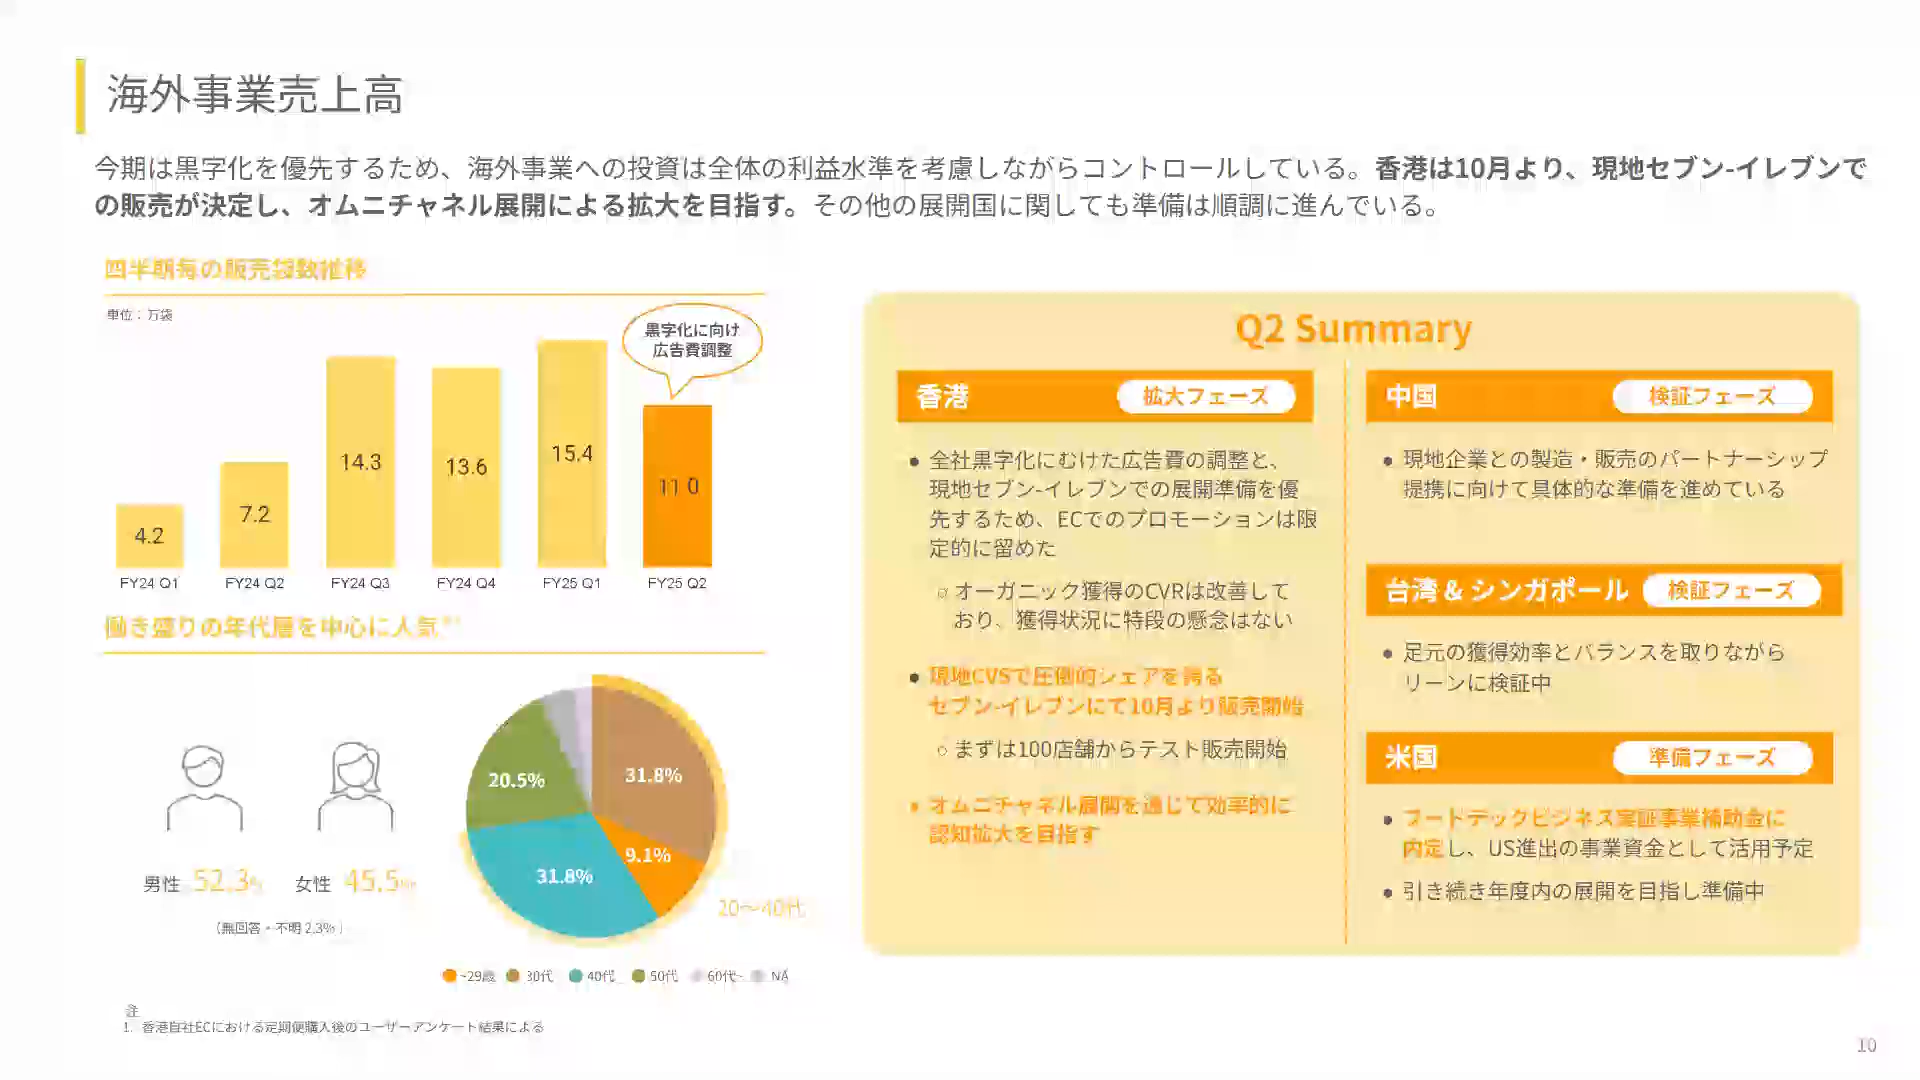 海外事業売上高
今期は黒字化を優先するため、海外事業への投資は全体の利益水準を考慮しながらコントロールしている。香港は10月より、現地セブン-イレブンで
の販売が決定し、オムニチャネル展開による拡大を目指す。その他の展開国に関しても準備は順調に進んでいる。
四半期毎の販売袋数推移
単位：万袋
黒字化に向け
広告費調整
4.2
7.2
14.3
13.6
15.4
11.0
FY24 Q1
FY24 Q2
FY24 Q3
FY24 Q4
FY25 Q1
FY25 Q2
働き盛りの年代層を中心に人気
男性 52.3%
女性 45.5%
（無回答・不明 2.3%）
31.8%
9.1%
31.8%
20.5%
20〜40代
~29歳
30代
40代
50代
60代~
NA
注
1. 香港自社ECにおける定期便購入後のユーザーアンケート結果による
Q2 Summary
香港
拡大フェーズ
● 全社黒字化にむけた広告費の調整と、
現地セブン-イレブンでの展開準備を優
先するため、ECでのプロモーションは限
定的に留めた
○ オーガニック獲得のCVRは改善して
おり、獲得状況に特段の懸念はない
● 現地CVSで圧倒的シェアを誇る
セブン-イレブンにて10月より販売開始
○ まずは100店舗からテスト販売開始
● オムニチャネル展開を通じて効率的に
認知拡大を目指す
中国
検証フェーズ
● 現地企業との製造・販売のパートナーシップ
提携に向けて具体的な準備を進めている
台湾 & シンガポール
検証フェーズ
● 足元の獲得効率とバランスを取りながら
リーンに検証中
米国
準備フェーズ
● フードテックビジネス実証事業補助金に
内定し、US進出の事業資金として活用予定
● 引き続き年度内の展開を目指し準備中
10